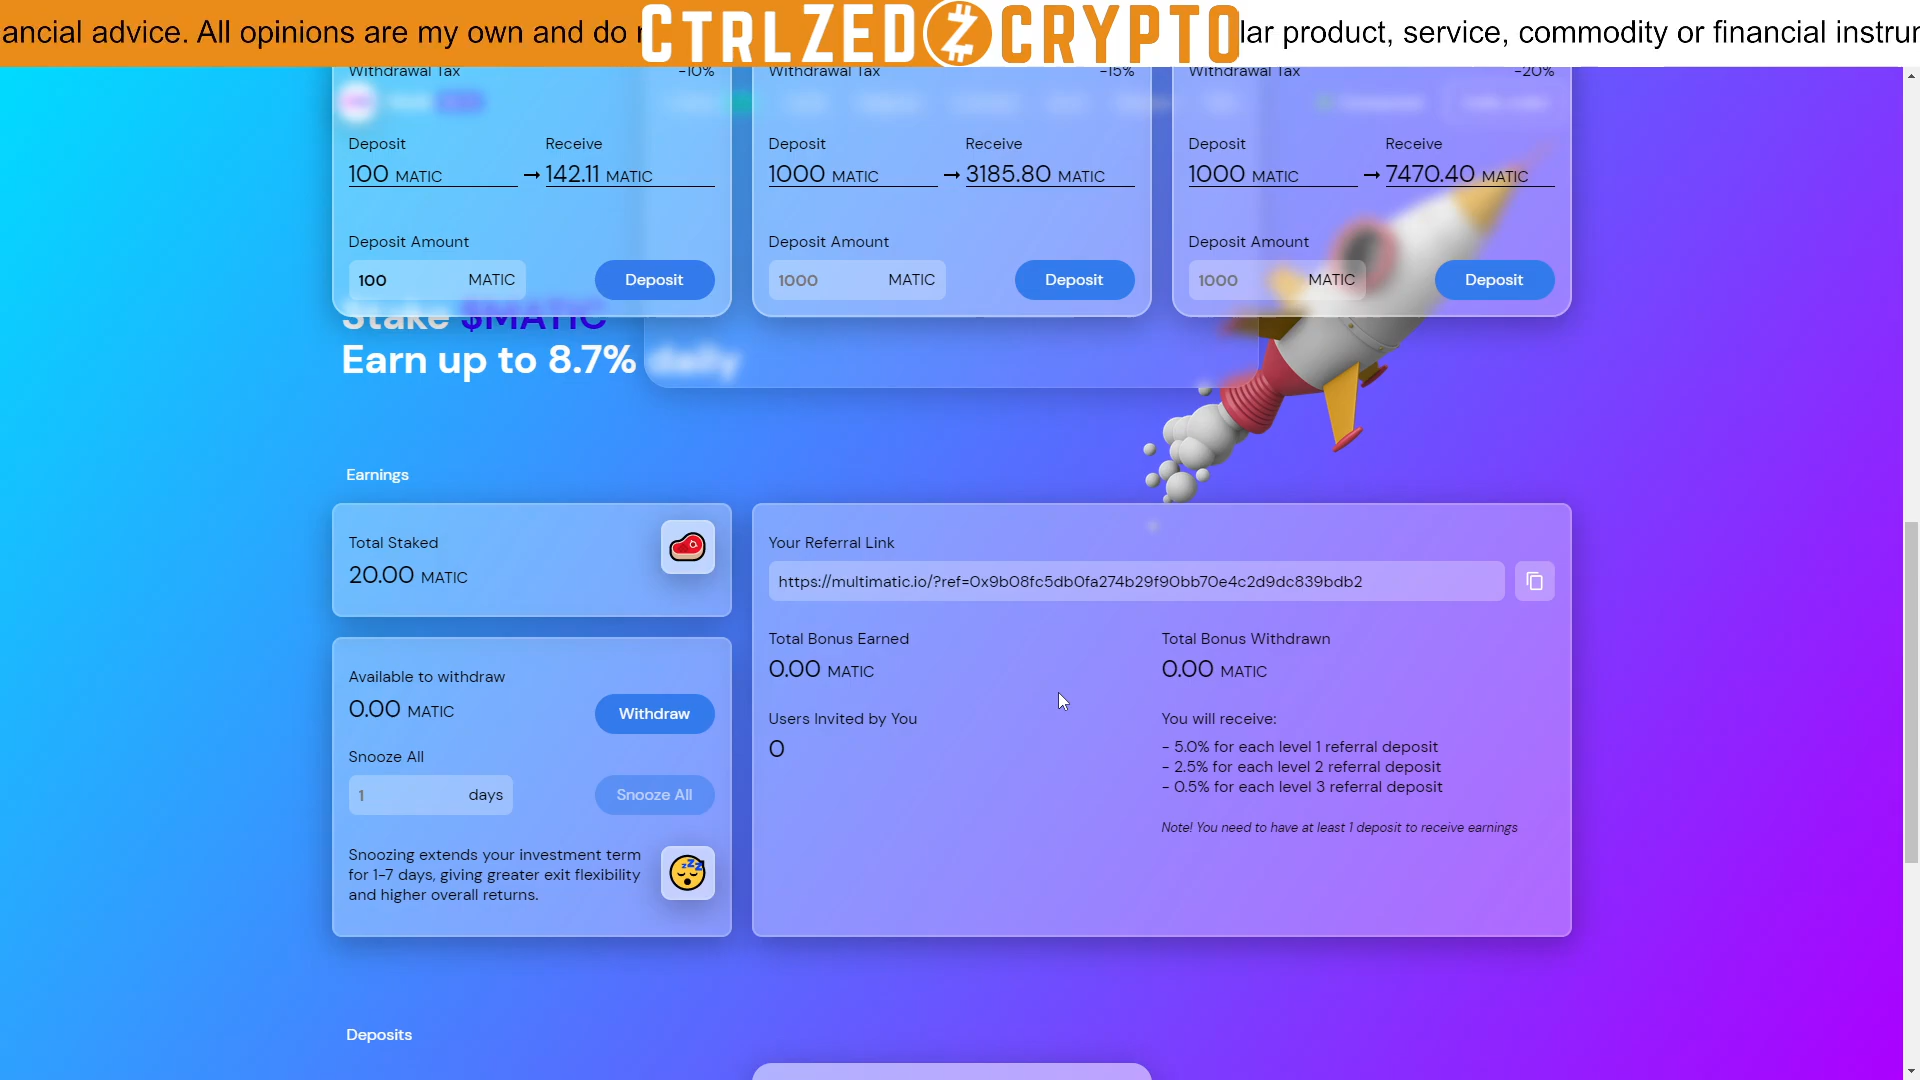 ancial advice. All opinions are my own and do
CTRLZED CRYPTO
lar product, service, commodity or financial instrum
Withdrawal Tax -10%
Withdrawal Tax -15%
Withdrawal Tax -20%
Deposit Receive
100 MATIC → 142.11 MATIC
Deposit Receive
1000 MATIC → 3185.80 MATIC
Deposit Receive
1000 MATIC → 7470.40 MATIC
Deposit Amount
100 MATIC Deposit
Deposit Amount
1000 MATIC Deposit
Deposit Amount
1000 MATIC Deposit
Stake $MATIC
Earn up to 8.7% daily
Earnings
Total Staked
20.00 MATIC
Available to withdraw
0.00 MATIC Withdraw
Snooze All
1 days Snooze All
Snoozing extends your investment term
for 1-7 days, giving greater exit flexibility
and higher overall returns.
Your Referral Link
https://multimatic.io/?ref=0x9b08fc5db0fa274b29f90bb70e4c2d9dc839bdb2
Total Bonus Earned
0.00 MATIC
Total Bonus Withdrawn
0.00 MATIC
Users Invited by You
0
You will receive:
- 5.0% for each level 1 referral deposit
- 2.5% for each level 2 referral deposit
- 0.5% for each level 3 referral deposit
Note! You need to have at least 1 deposit to receive earnings
Deposits